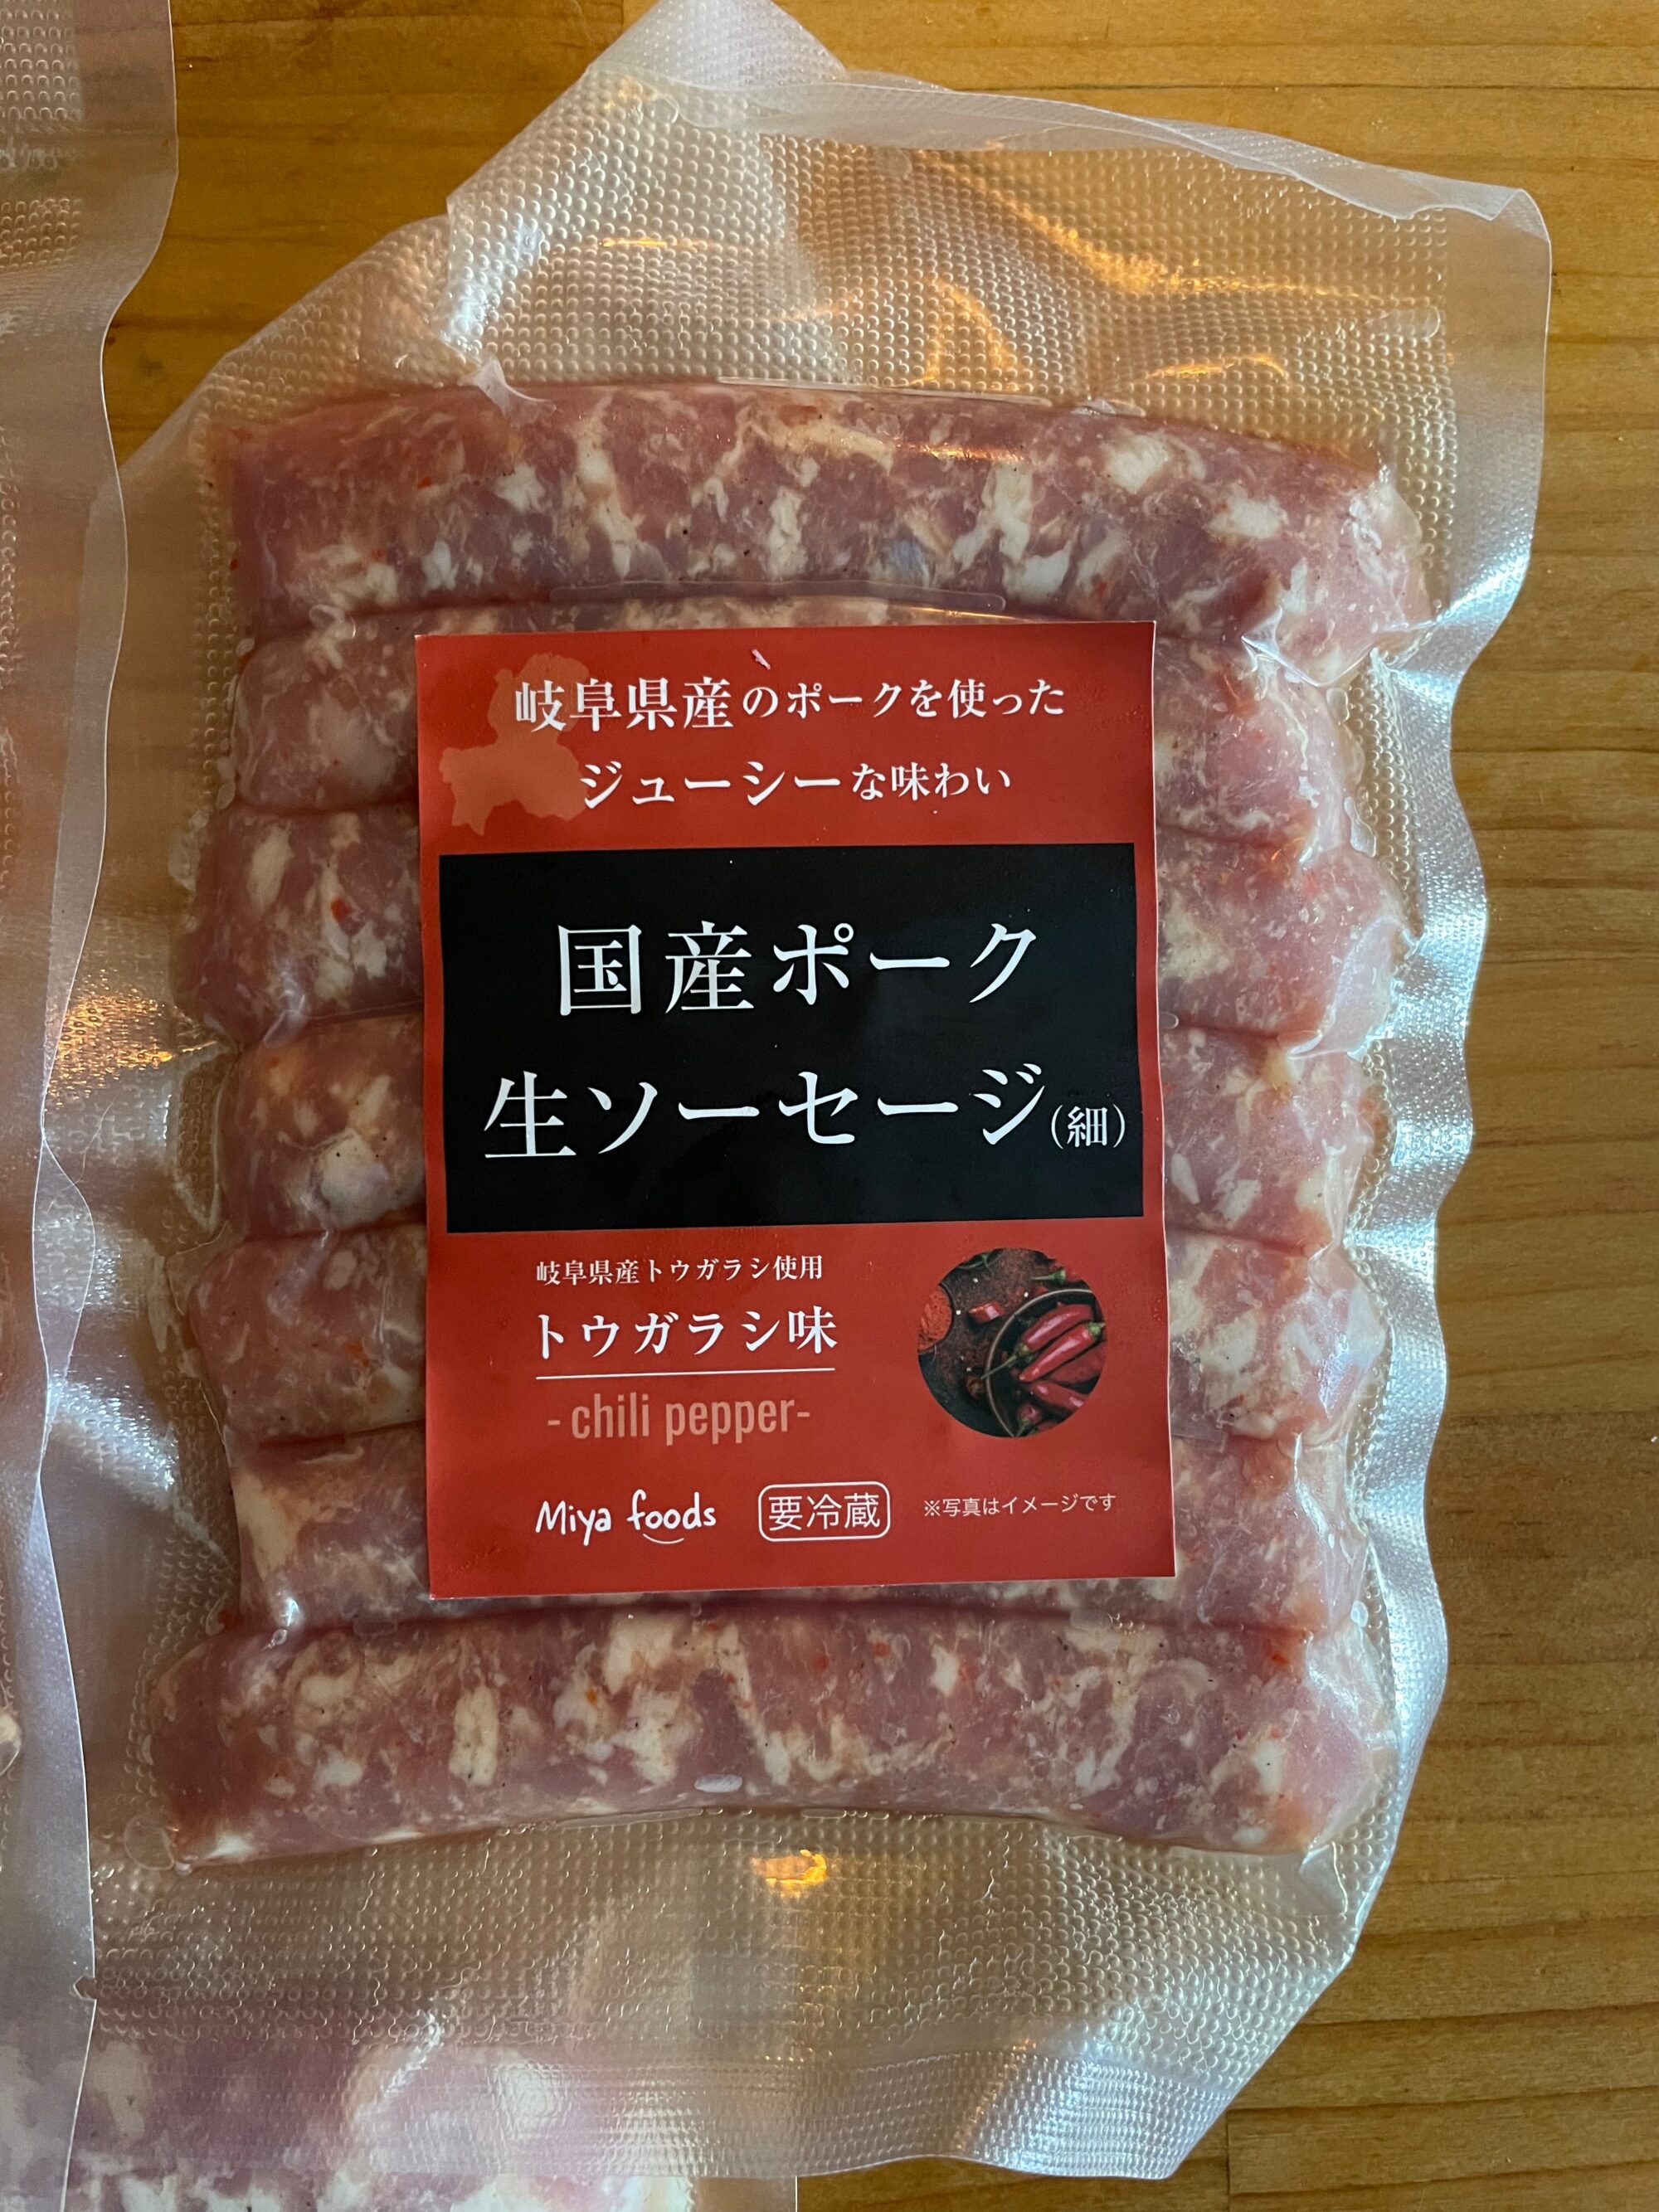 岐阜県産のポークを使った
ジューシーな味わい
国産ポーク
生ソーセージ(細)
岐阜県産トウガラシ使用
トウガラシ味
- chili pepper-
Miya foods 要冷蔵 ※写真はイメージです